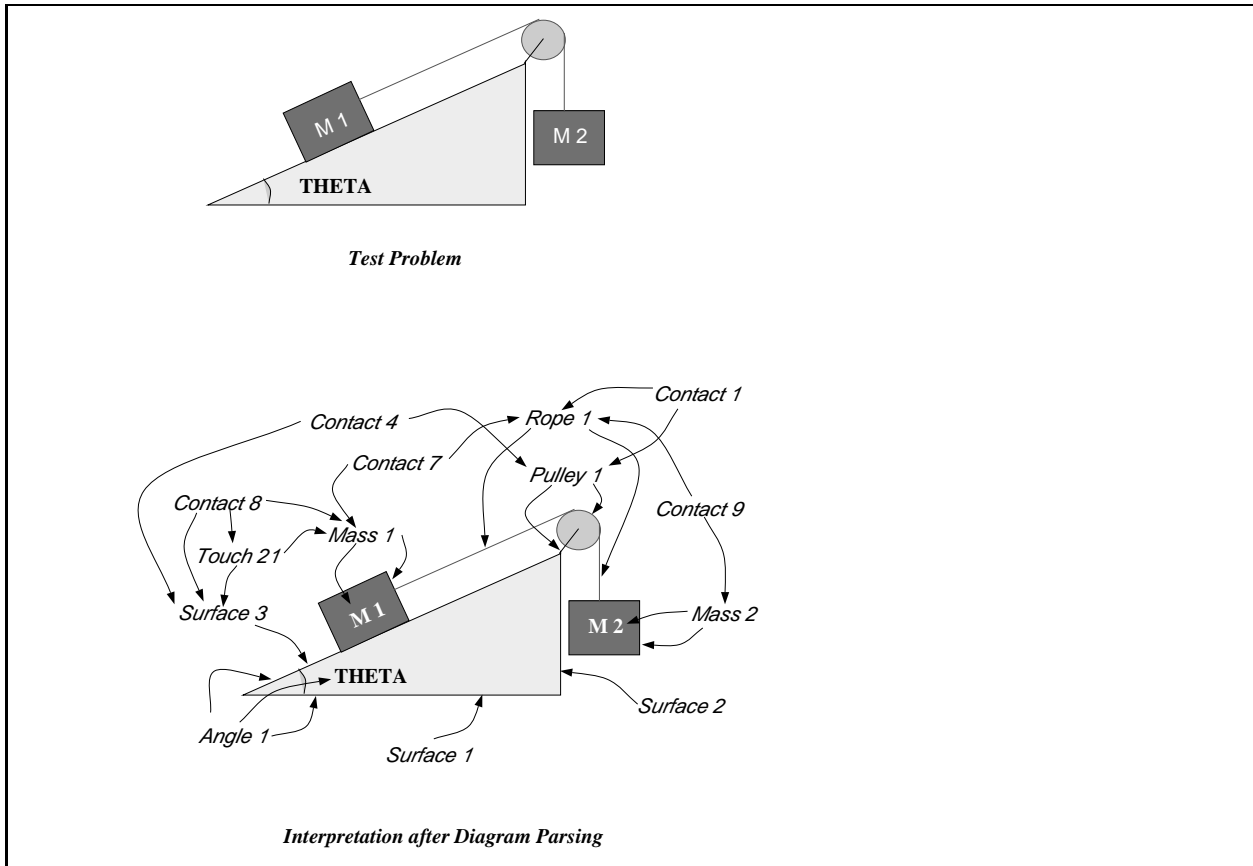 M 1
M 2
THETA
Test Problem
Contact 1
Contact 4
Rope 1
Contact 7
Pulley 1
Contact 8
Contact 9
Mass 1
Touch 21
Surface 3
M 1
M 2
Mass 2
THETA
Surface 2
Angle 1
Surface 1
Interpretation after Diagram Parsing